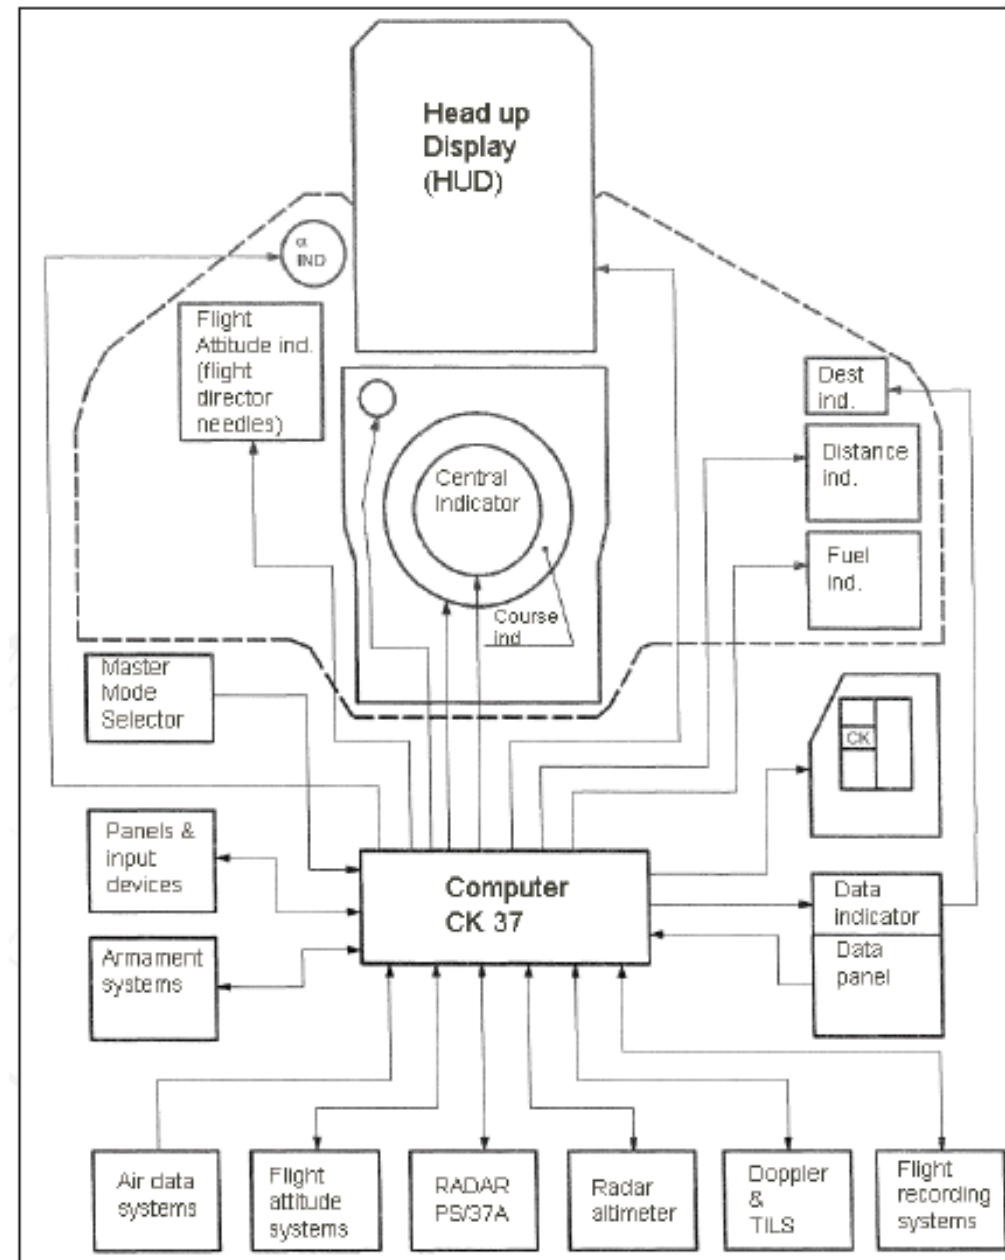 Head up
Display
(HUD)
α
IND
Flight
Attitude ind.
(flight
director
needles)
Dest
ind.
Distance
ind.
Central
Indicator
Fuel
ind.
Course
ind
Master
Mode
Selector
CK
Panels &
input
devices
Computer
CK 37
Data
indicator
Data
panel
Armament
systems
Air data
systems
Flight
attitude
systems
RADAR
PS/37A
Radar
altimeter
Doppler
&
TILS
Flight
recording
systems